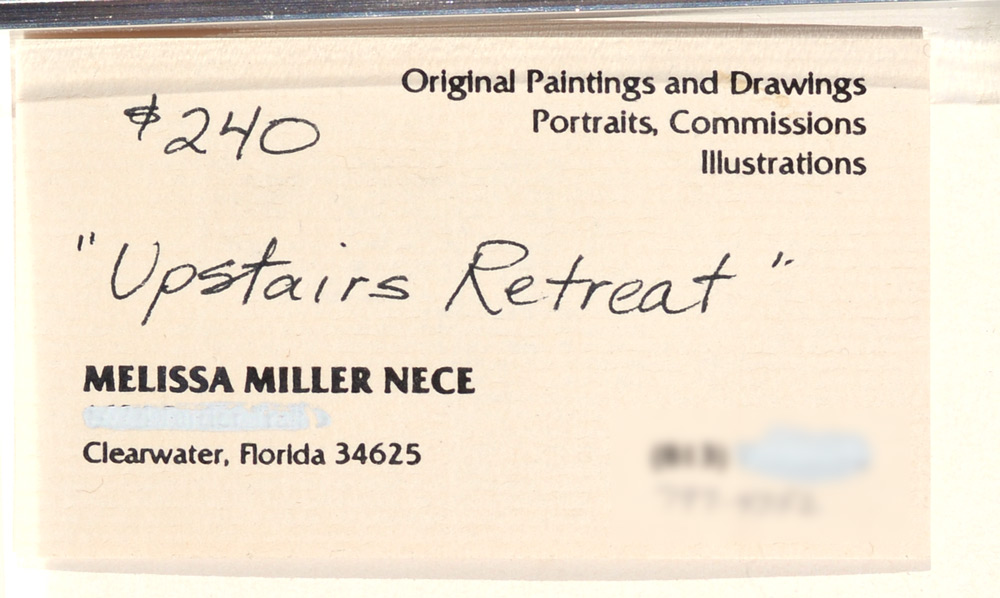 Original Paintings and Drawings
$240
Portraits, Commissions
Illustrations
"Upstairs Retreat"
MELISSA MILLER NECE
Clearwater, Florida 34625